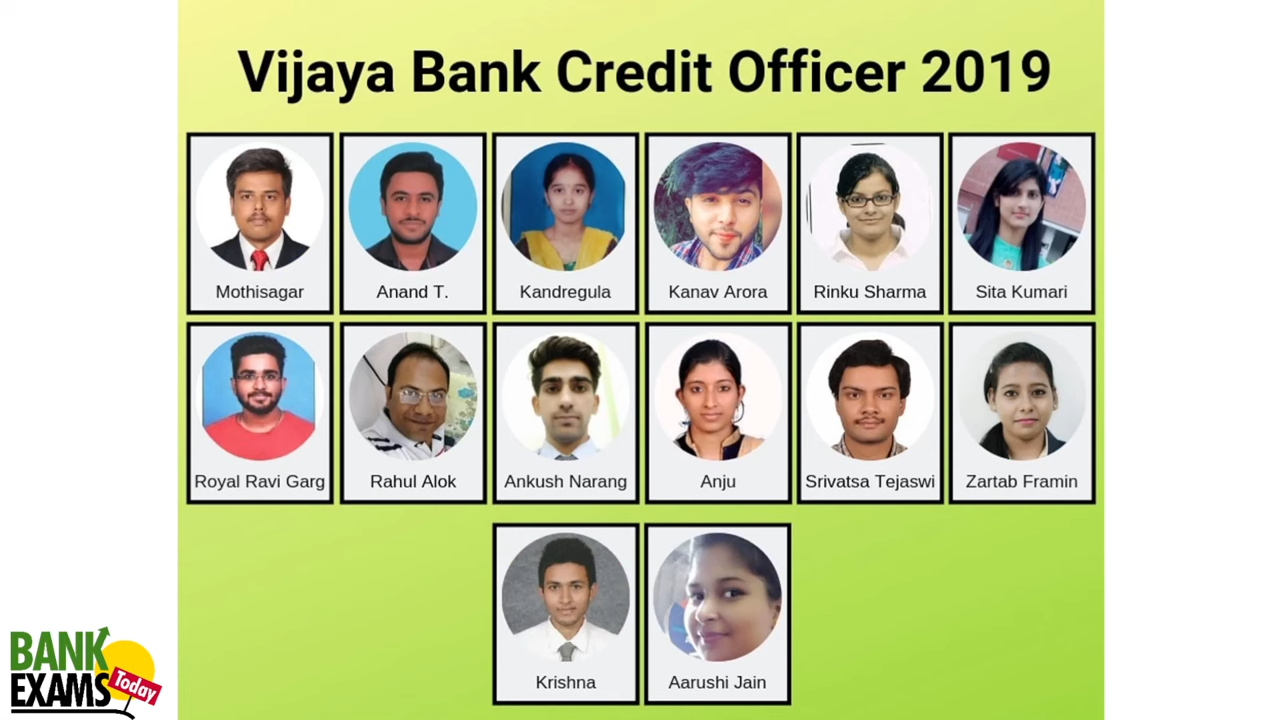 Vijaya Bank Credit Officer 2019
Mothisagar
Anand T.
Kandregula
Kanav Arora
Rinku Sharma
Sita Kumari
Royal Ravi Garg
Rahul Alok
Ankush Narang
Anju
Srivatsa Tejaswi
Zartab Framin
Krishna
Aarushi Jain
BANK
EXAMS
Today